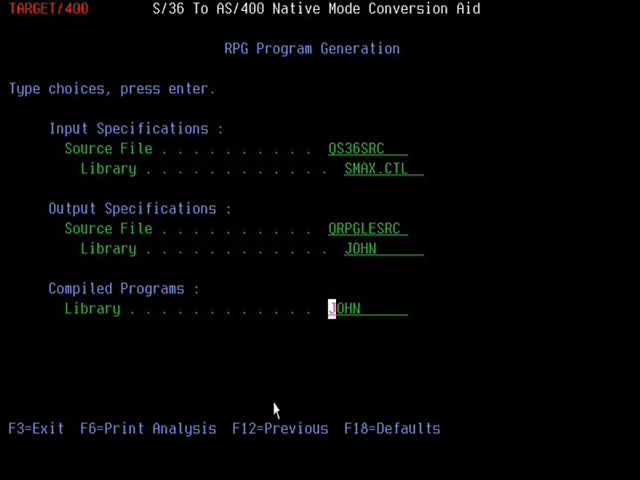 TARGET/400 S/36 To AS/400 Native Mode Conversion Aid
RPG Program Generation
Type choices, press enter.
Input Specifications :
Source File . . . . . . . . . . QS36SRC
Library . . . . . . . . . . . . SMAX.CTL
Output Specifications :
Source File . . . . . . . . . . QRPGLESRC
Library . . . . . . . . . . . . JOHN
Compiled Programs :
Library . . . . . . . . . . . . JOHN
F3=Exit F6=Print Analysis F12=Previous F18=Defaults